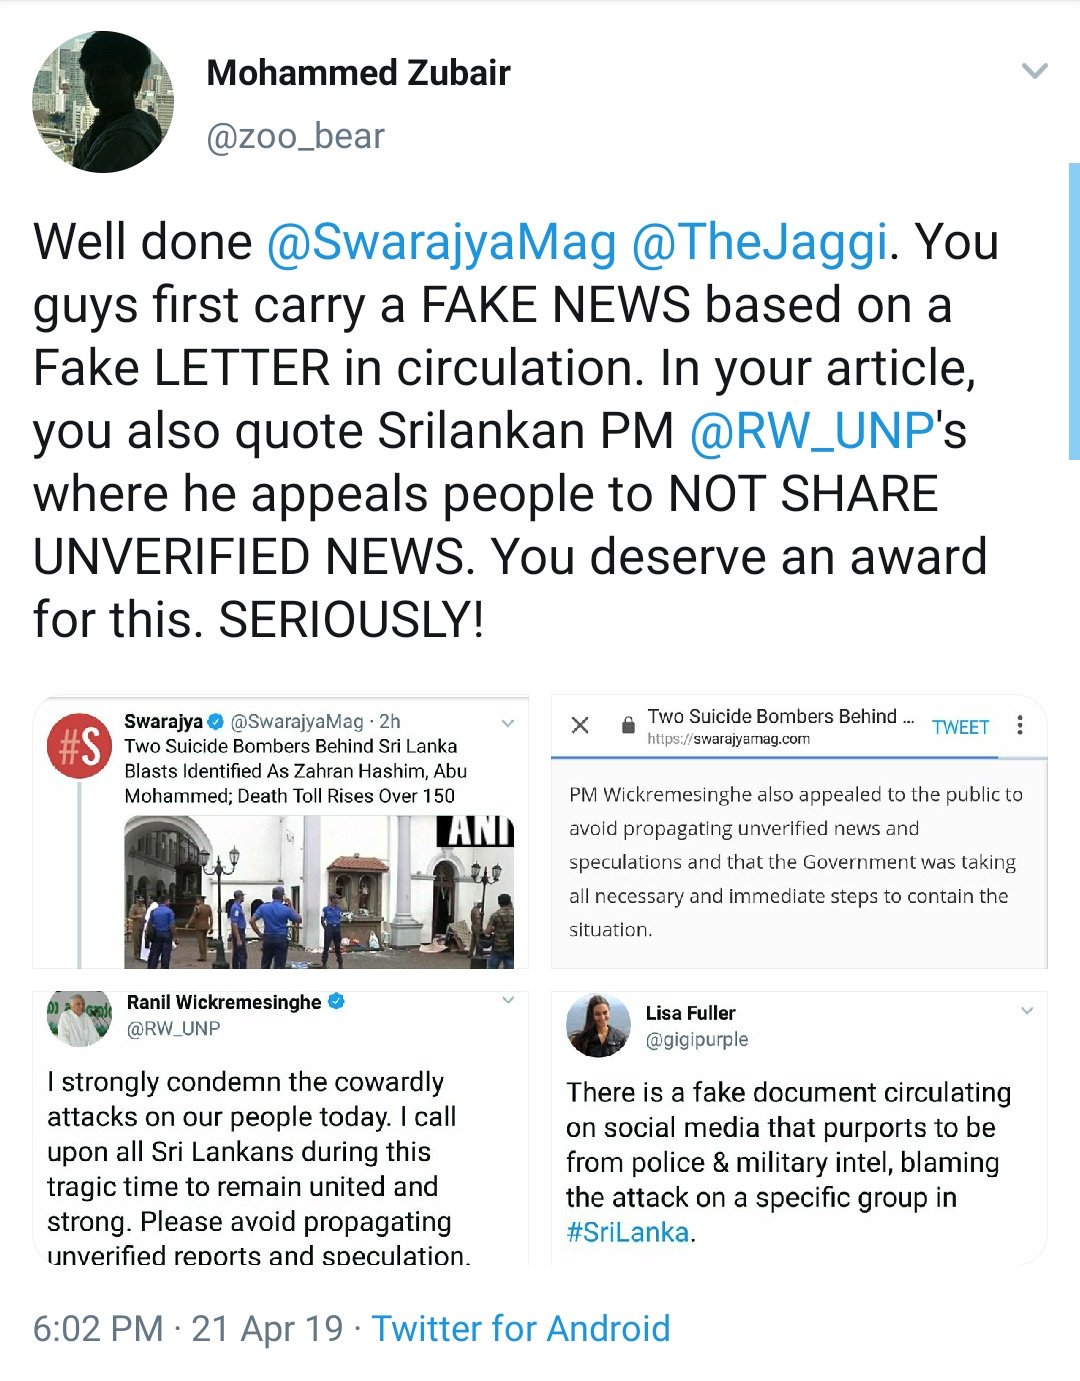 Mohammed Zubair
@zoo_bear
Well done @SwarajyaMag @TheJaggi. You
guys first carry a FAKE NEWS based on a
Fake LETTER in circulation. In your article,
you also quote Srilankan PM @RW_UNP's
where he appeals people to NOT SHARE
UNVERIFIED NEWS. You deserve an award
for this. SERIOUSLY!
#S
Swarajya @SwarajyaMag · 2h
Two Suicide Bombers Behind Sri Lanka
Blasts Identified As Zahran Hashim, Abu
Mohammed; Death Toll Rises Over 150
ANI
Two Suicide Bombers Behind ...
https://swarajyamag.com
TWEET
PM Wickremesinghe also appealed to the public to
avoid propagating unverified news and
speculations and that the Government was taking
all necessary and immediate steps to contain the
situation.
Ranil Wickremesinghe
@RW_UNP
I strongly condemn the cowardly
attacks on our people today. I call
upon all Sri Lankans during this
tragic time to remain united and
strong. Please avoid propagating
unverified reports and speculation.
Lisa Fuller
@gigipurple
There is a fake document circulating
on social media that purports to be
from police & military intel, blaming
the attack on a specific group in
#SriLanka.
6:02 PM · 21 Apr 19 · Twitter for Android